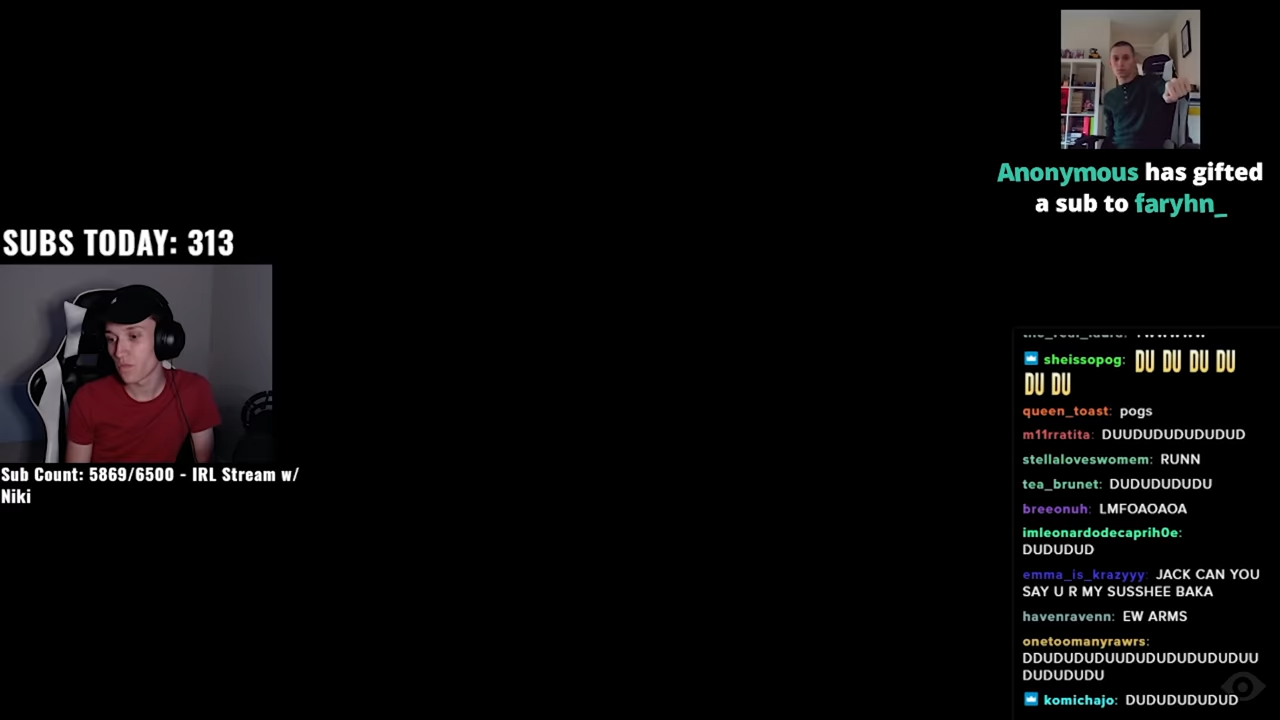 Anonymous has gifted
a sub to faryhn_
SUBS TODAY: 313
Sub Count: 5869/6500 - IRL Stream w/
Niki
sheissopog: DU DU DU DU
DU DU
queen_toast: pogs
m11rratita: DUUDUDUDUDUDUD
stellaloveswomem: RUNN
tea_brunet: DUDUDUDUDU
breeonuh: LMFOAOAOA
imleonardodecaprih0e:
DUDUDUD
emma_is_krazyyy: JACK CAN YOU
SAY U R MY SUSSHEE BAKA
havenravenn: EW ARMS
onetoomanyrawrs:
DDUDUDUDUUDUDUDUDUDUDUU
DUDUDUDU
komichajo: DUDUDUDUDUD